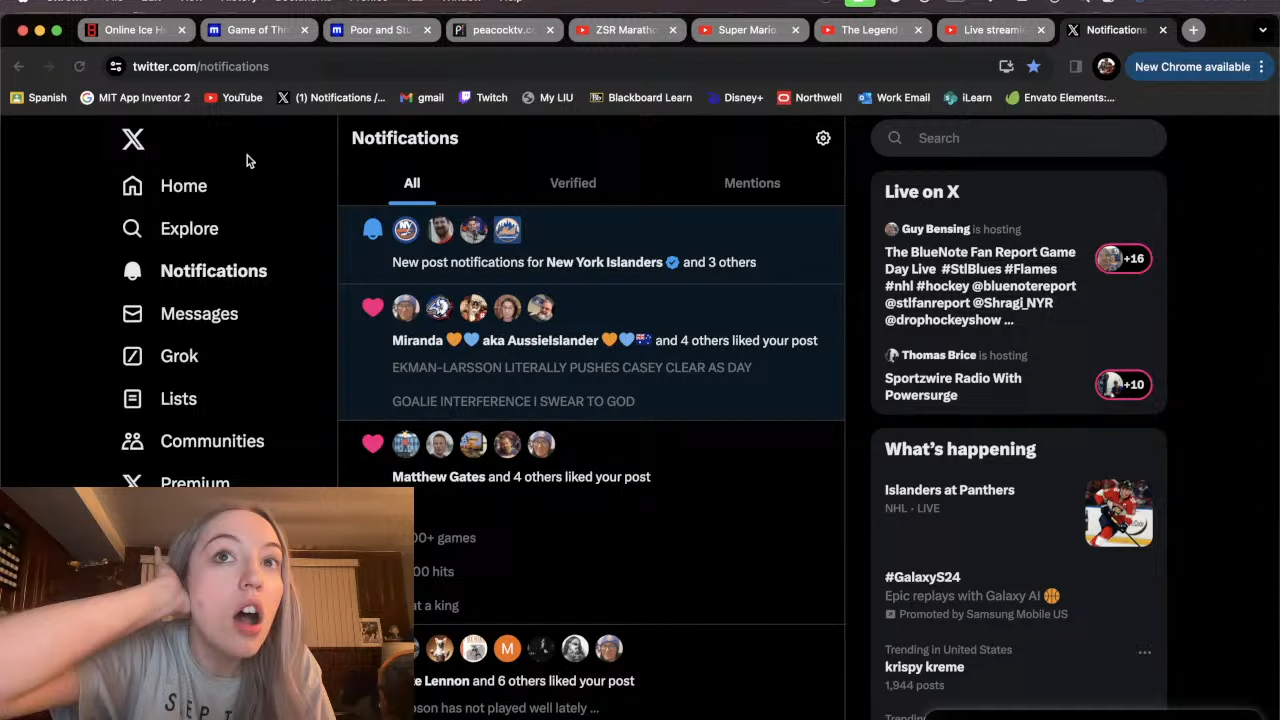 Online Ice H
Game of Thr
Poor and Stu
peacocktv.c
ZSR Marath
Super Mario
The Legend
Live streami
Notifications
twitter.com/notifications
New Chrome available
Spanish
MIT App Inventor 2
YouTube
(1) Notifications /...
gmail
Twitch
My LIU
Blackboard Learn
Disney+
Northwell
Work Email
iLearn
Envato Elements:...
Home
Explore
Notifications
Messages
Grok
Lists
Communities
Premium
Notifications
All
Verified
Mentions
New post notifications for New York Islanders and 3 others
Miranda 🧡🩵 aka AussieIslander 🧡🩵🇦🇺 and 4 others liked your post
EKMAN-LARSSON LITERALLY PUSHES CASEY CLEAR AS DAY
GOALIE INTERFERENCE I SWEAR TO GOD
Matthew Gates and 4 others liked your post
00+ games
00 hits
at a king
M
Lennon and 6 others liked your post
son has not played well lately ...
Search
Live on X
Guy Bensing is hosting
The BlueNote Fan Report Game
Day Live #StlBlues #Flames
#nhl #hockey @bluenotereport
@stlfanreport @Shragi_NYR
@drophockeyshow ...
+16
Thomas Brice is hosting
Sportzwire Radio With
Powersurge
+10
What's happening
Islanders at Panthers
NHL · LIVE
#GalaxyS24
Epic replays with Galaxy AI 🏀
Promoted by Samsung Mobile US
Trending in United States
krispy kreme
1,944 posts
SEPT